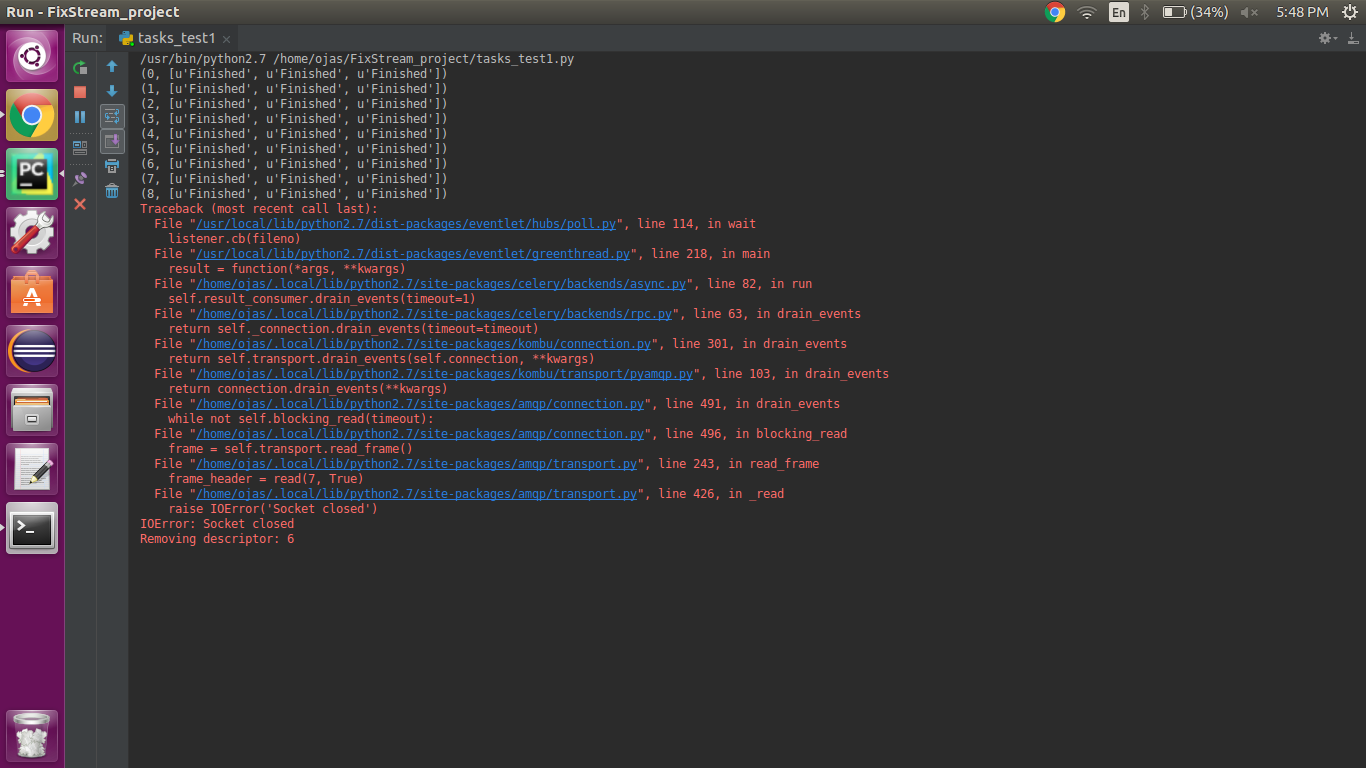 Run - FixStream_project
En
(34%)
5:48 PM
Run:
tasks_test1
/usr/bin/python2.7 /home/ojas/FixStream_project/tasks_test1.py
(0, [u'Finished', u'Finished', u'Finished'])
(1, [u'Finished', u'Finished', u'Finished'])
(2, [u'Finished', u'Finished', u'Finished'])
(3, [u'Finished', u'Finished', u'Finished'])
(4, [u'Finished', u'Finished', u'Finished'])
(5, [u'Finished', u'Finished', u'Finished'])
(6, [u'Finished', u'Finished', u'Finished'])
(7, [u'Finished', u'Finished', u'Finished'])
(8, [u'Finished', u'Finished', u'Finished'])
Traceback (most recent call last):
  File "/usr/local/lib/python2.7/dist-packages/eventlet/hubs/poll.py", line 114, in wait
    listener.cb(fileno)
  File "/usr/local/lib/python2.7/dist-packages/eventlet/greenthread.py", line 218, in main
    result = function(*args, **kwargs)
  File "/home/ojas/.local/lib/python2.7/site-packages/celery/backends/async.py", line 82, in run
    self.result_consumer.drain_events(timeout=1)
  File "/home/ojas/.local/lib/python2.7/site-packages/celery/backends/rpc.py", line 63, in drain_events
    return self._connection.drain_events(timeout=timeout)
  File "/home/ojas/.local/lib/python2.7/site-packages/kombu/connection.py", line 301, in drain_events
    return self.transport.drain_events(self.connection, **kwargs)
  File "/home/ojas/.local/lib/python2.7/site-packages/kombu/transport/pyamqp.py", line 103, in drain_events
    return connection.drain_events(**kwargs)
  File "/home/ojas/.local/lib/python2.7/site-packages/amqp/connection.py", line 491, in drain_events
    while not self.blocking_read(timeout):
  File "/home/ojas/.local/lib/python2.7/site-packages/amqp/connection.py", line 496, in blocking_read
    frame = self.transport.read_frame()
  File "/home/ojas/.local/lib/python2.7/site-packages/amqp/transport.py", line 243, in read_frame
    frame_header = read(7, True)
  File "/home/ojas/.local/lib/python2.7/site-packages/amqp/transport.py", line 426, in _read
    raise IOError('Socket closed')
IOError: Socket closed
Removing descriptor: 6
PC
>_